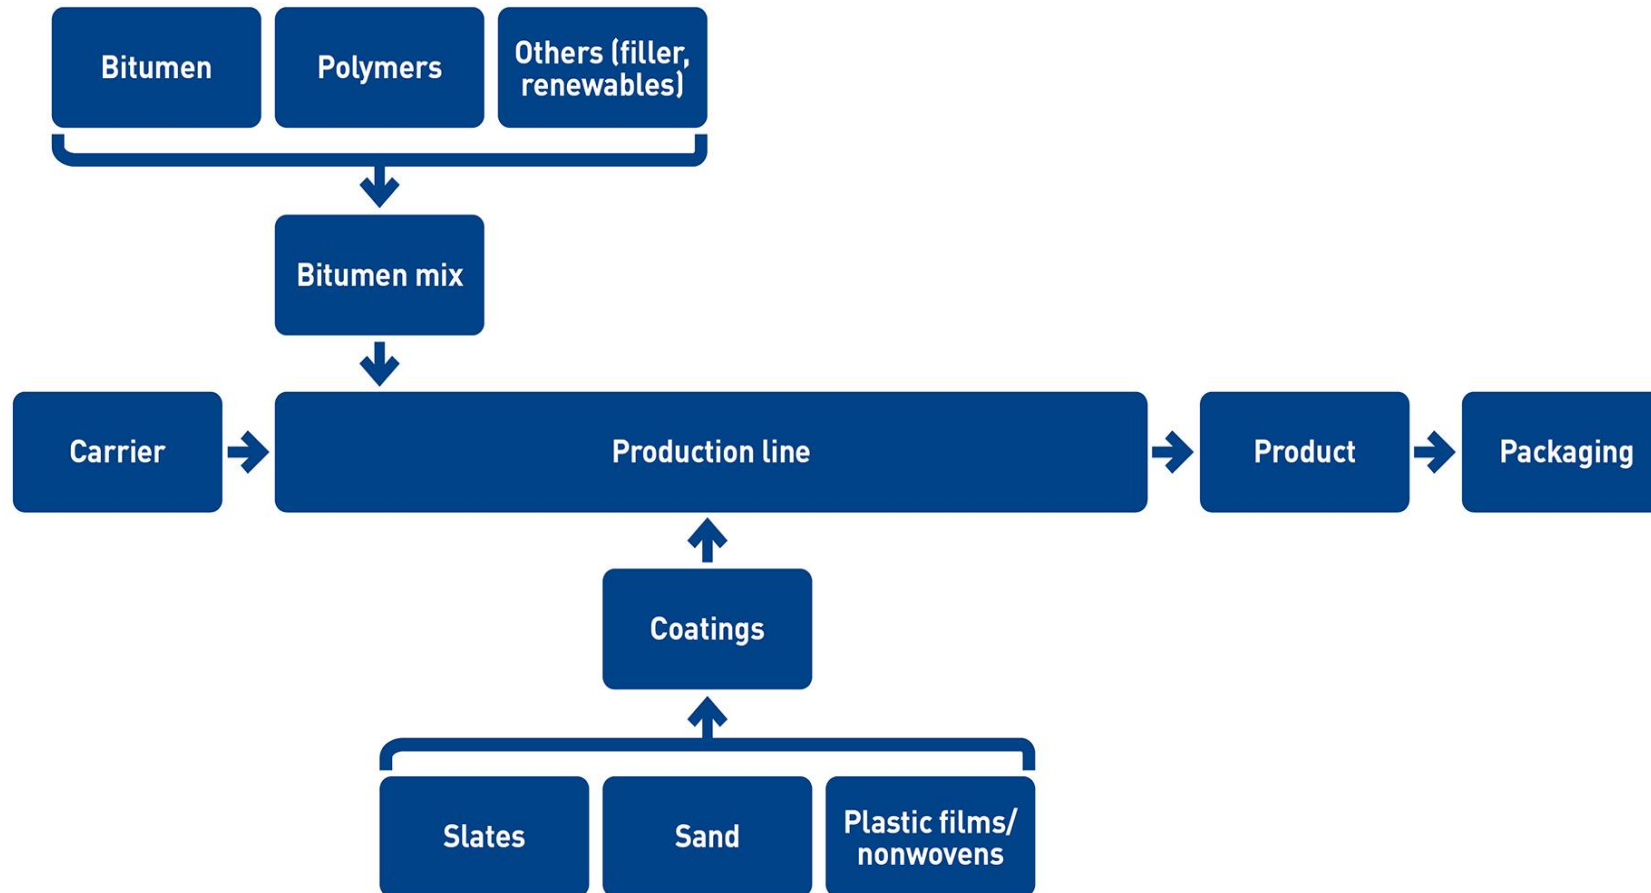 Bitumen
Polymers
Others (filler,
renewables)
Bitumen mix
Carrier
Production line
Product
Packaging
Coatings
Slates
Sand
Plastic films/
nonwovens